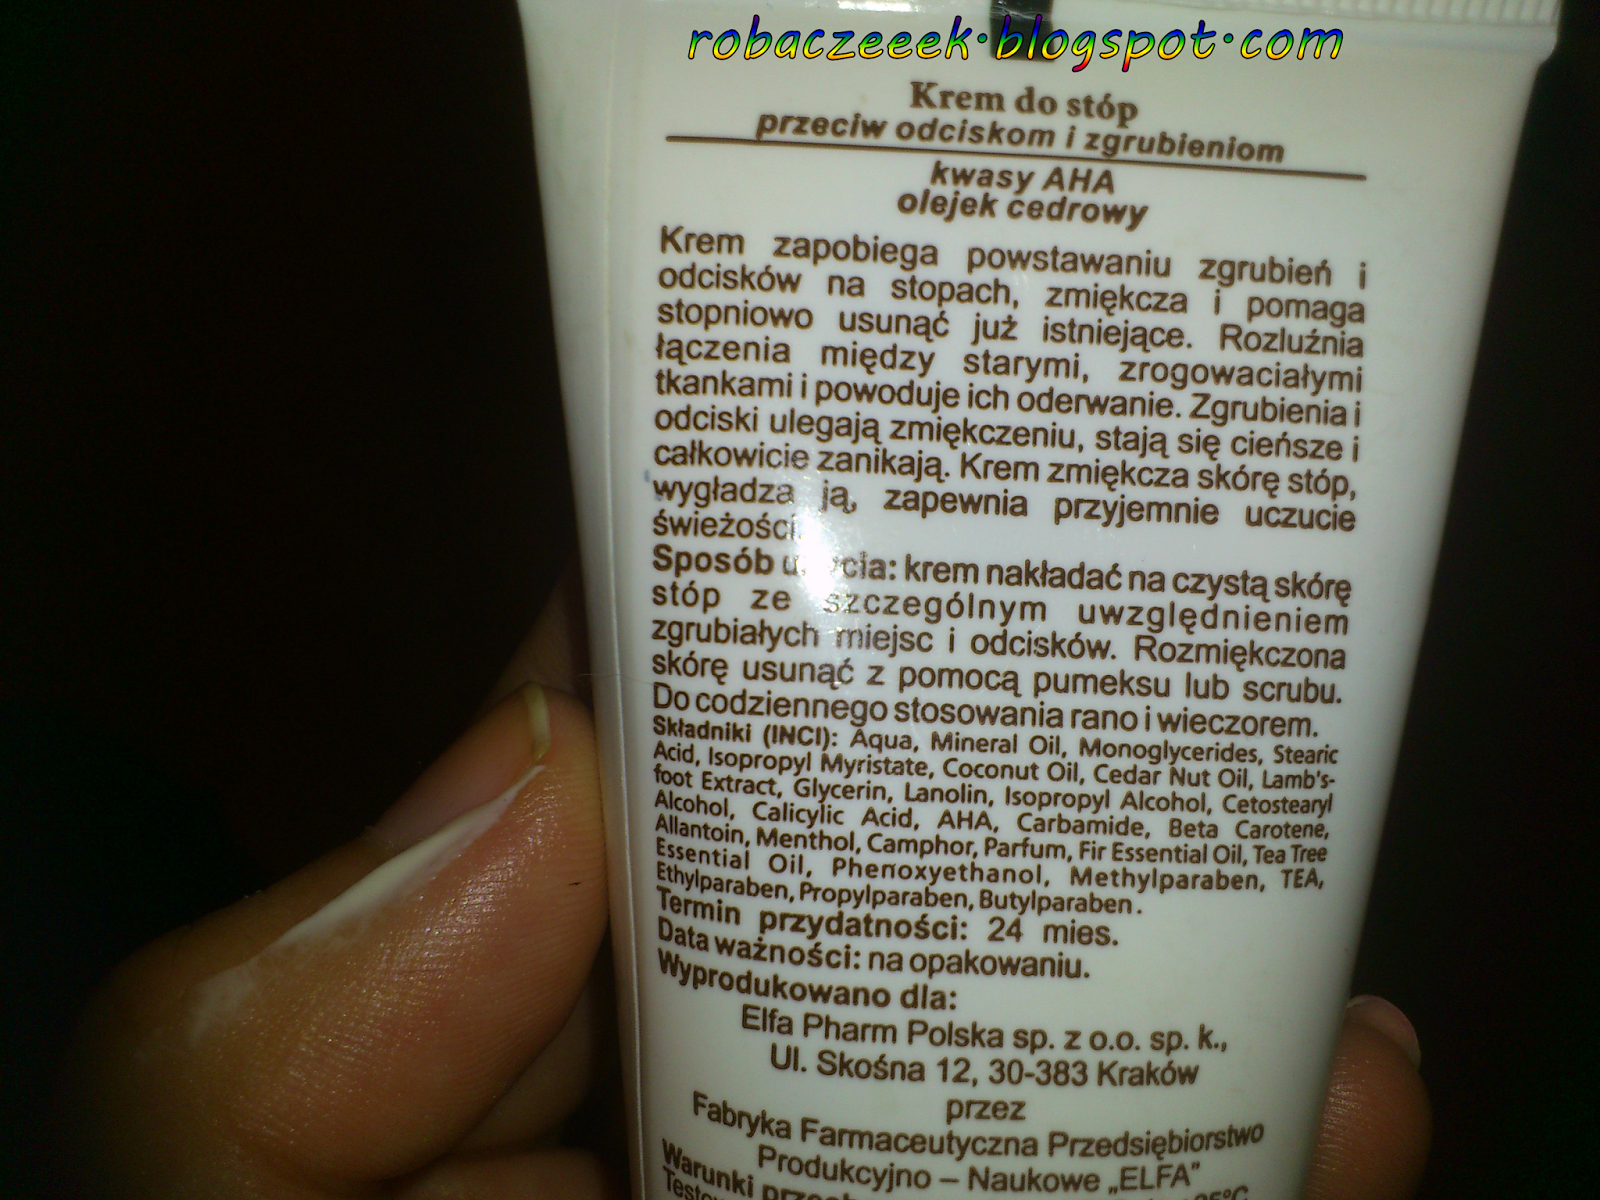 robaczeeek.blogspot.com
Krem do stóp
przeciw odciskom i zgrubieniom
kwasy AHA
olejek cedrowy
Krem zapobiega powstawaniu zgrubień i
odcisków na stopach, zmiękcza i pomaga
stopniowo usunąć już istniejące. Rozluźnia
łączenia między starymi, zrogowaciałymi
tkankami i powoduje ich oderwanie. Zgrubienia i
odciski ulegają zmiękczeniu, stają się cieńsze i
całkowicie zanikają. Krem zmiękcza skórę stóp,
wygładza ją, zapewnia przyjemnie uczucie
świeżości.
Sposób krem nakładać na czystą skórę
stóp ze szczególnym uwzględnieniem
zgrubiałych miejsc i odcisków. Rozmiękczona
skórę usunąć z pomocą pumeksu lub scrubu.
Do codziennego stosowania rano i wieczorem.
Składniki (INCI): Aqua, Mineral Oil, Monoglycerides, Stearic
Acid, Isopropyl Myristate, Coconut Oil, Cedar Nut Oil, Lamb's-
foot Extract, Glycerin, Lanolin, Isopropyl Alcohol, Cetostearyl
Alcohol, Calicylic Acid, AHA, Carbamide, Beta Carotene,
Allantoin, Menthol, Camphor, Parfum, Fir Essential Oil, Tea Tree
Essential Oil, Phenoxyethanol, Methylparaben, TEA,
Ethylparaben, Propylparaben, Butylparaben.
Termin przydatności: 24 mies.
Data ważności: na opakowaniu.
Wyprodukowano dla:
Elfa Pharm Polska sp. z o.o. sp. k.,
Ul. Skośna 12, 30-383 Kraków
przez
Fabryka Farmaceutyczna Przedsiębiorstwo
Produkcyjno – Naukowe „ELFA"
Warunki